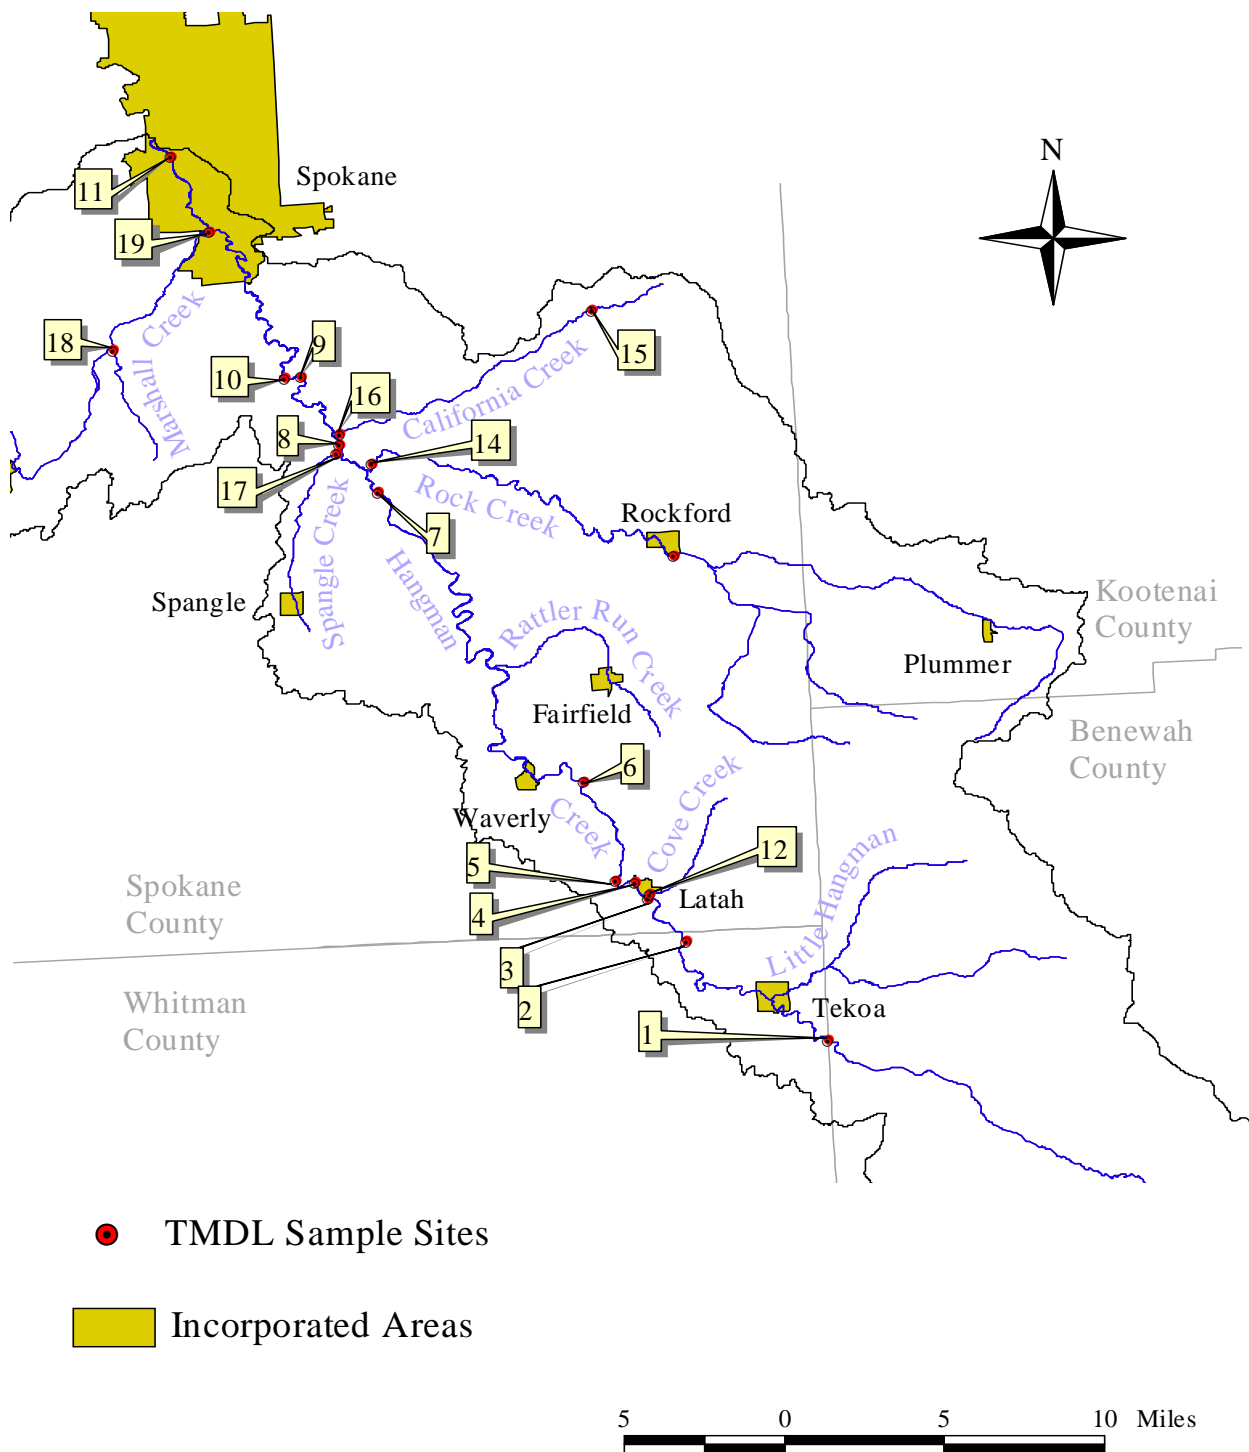 N
Spokane
11
19
Marshall Creek
18
9
10
15
16
California Creek
8
14
17
Rock Creek
7
Rockford
Spangle Creek
Hangman
Spangle
Rattler Run Creek
Kootenai
County
Plummer
Fairfield
Benewah
County
6
Waverly
Creek
Cove Creek
12
5
Spokane
County
4
Latah
Little Hangman
3
2
Whitman
County
Tekoa
1
TMDL Sample Sites
Incorporated Areas
5 0 5 10 Miles